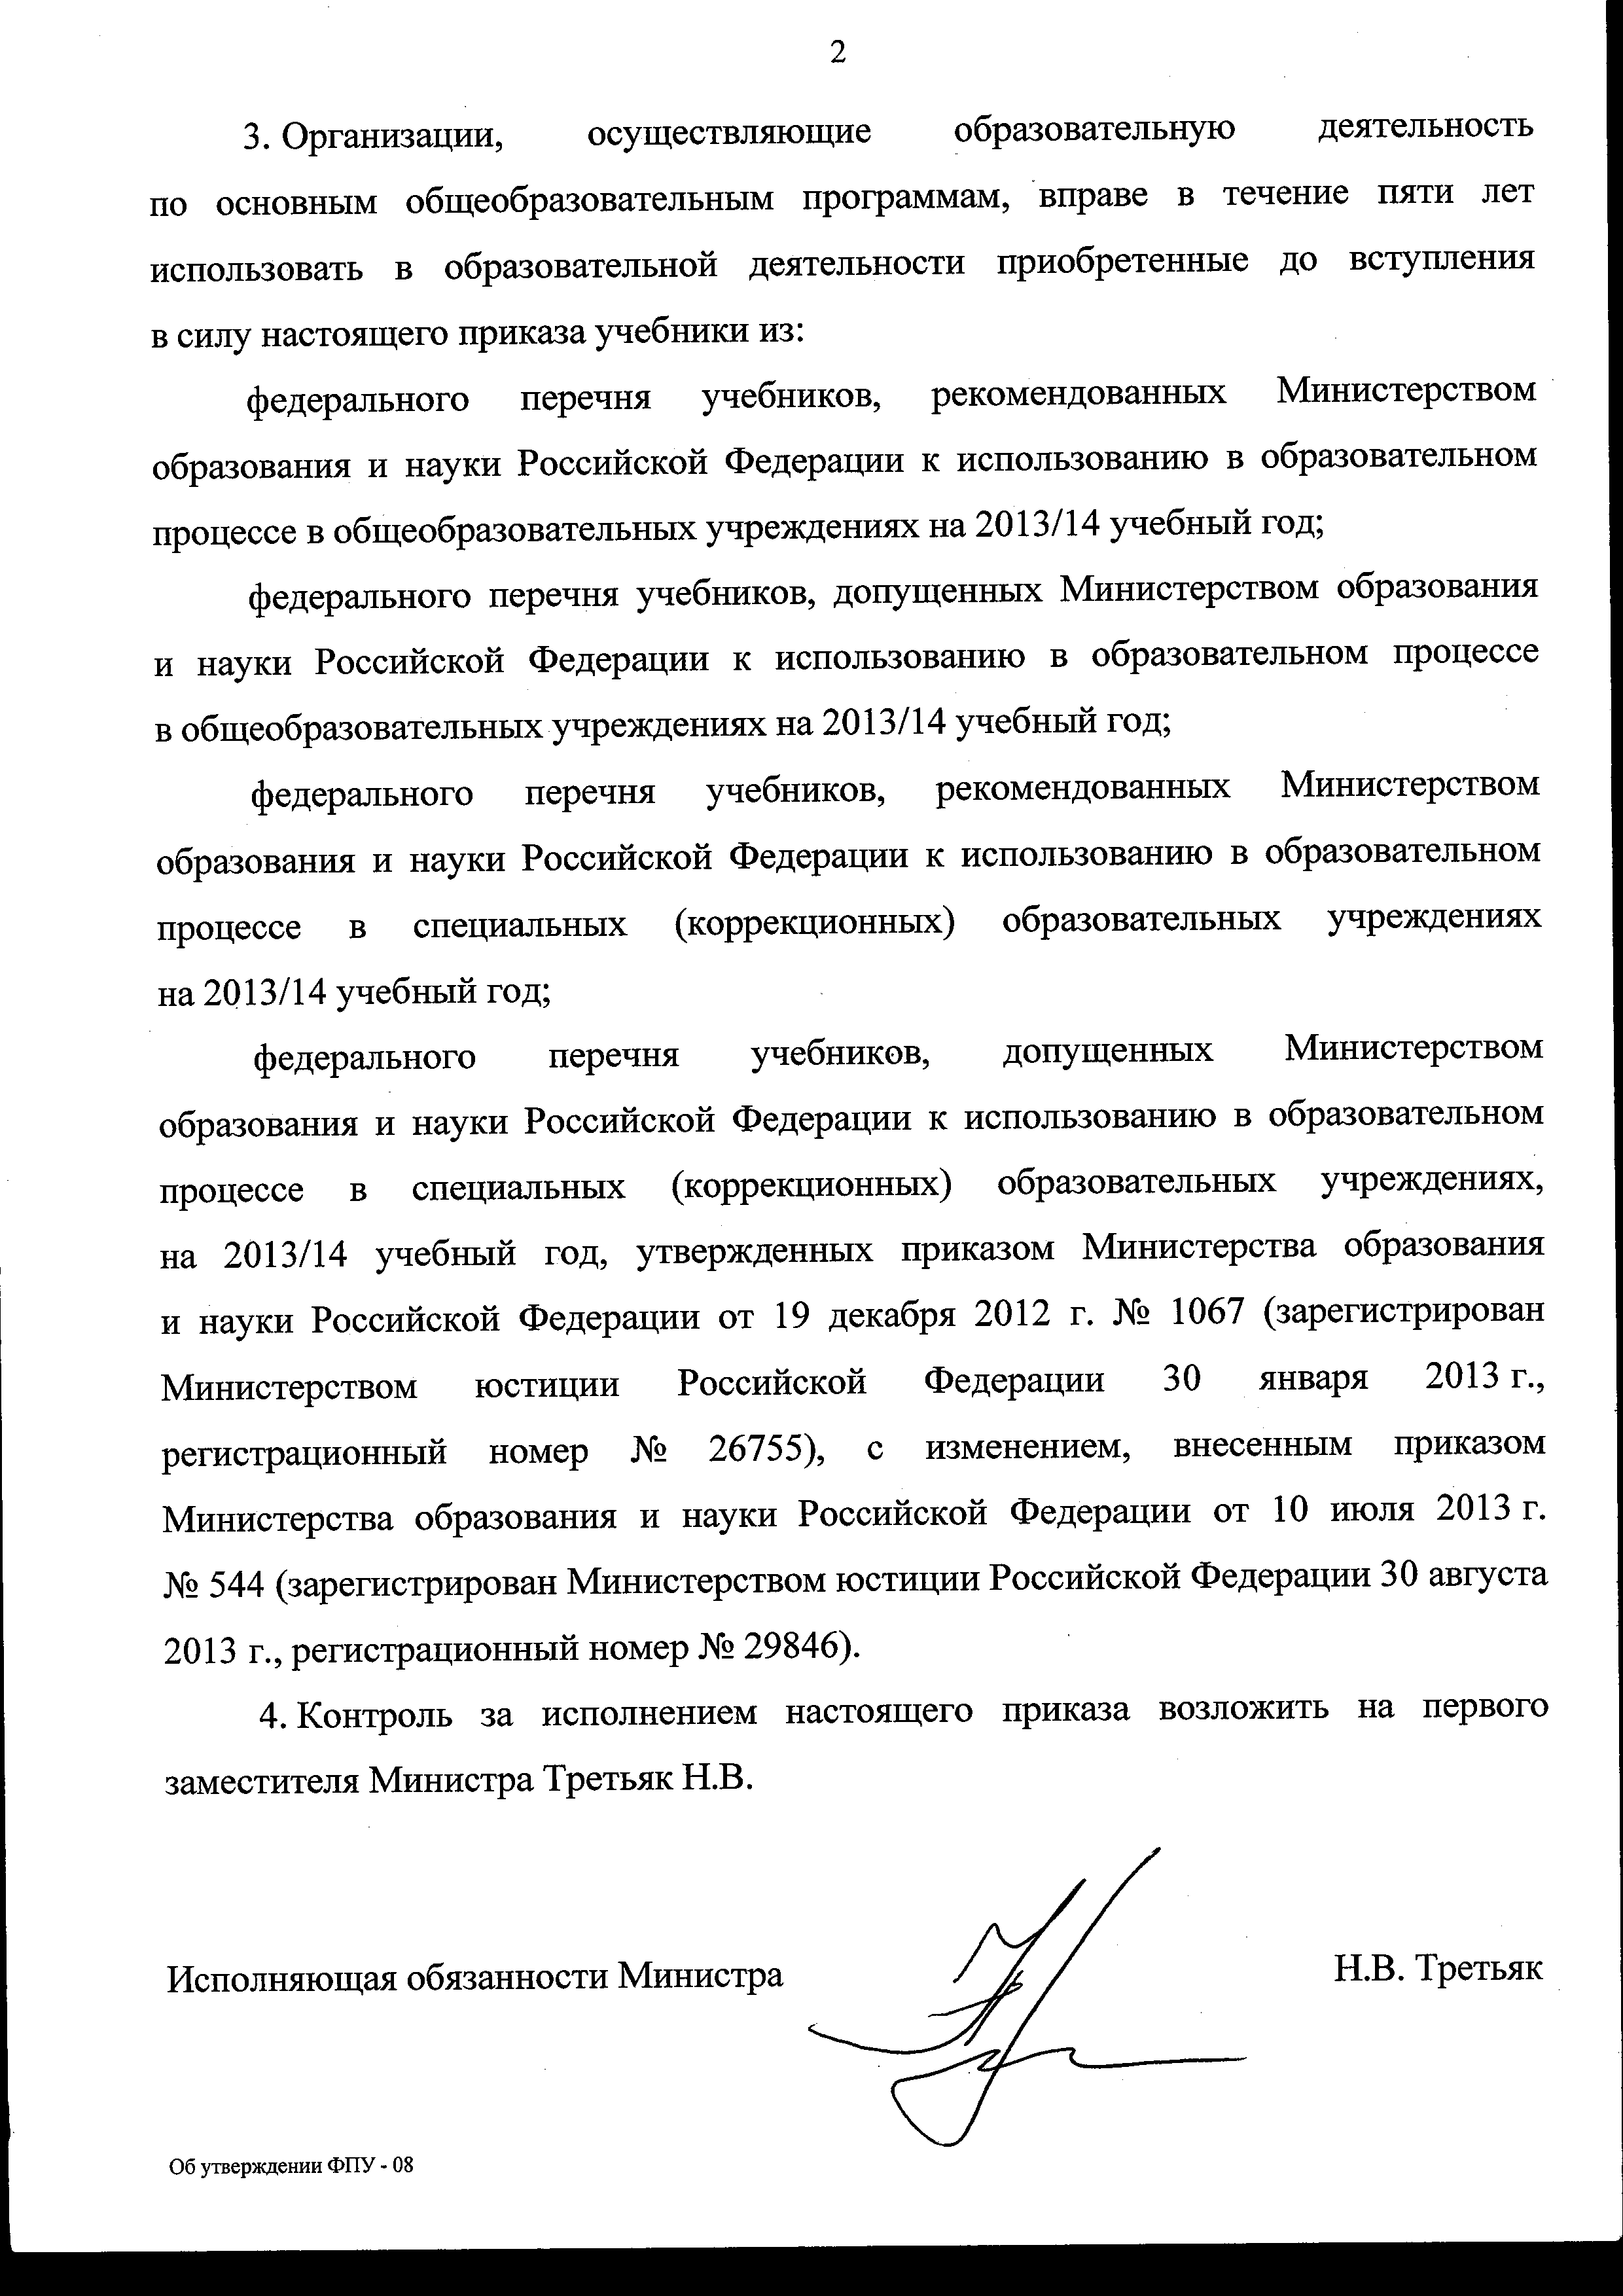 2
3. Организации, осуществляющие образовательную деятельность
по основным общеобразовательным программам, вправе в течение пяти лет
использовать в образовательной деятельности приобретенные до вступления
в силу настоящего приказа учебники из:
федерального перечня учебников, рекомендованных Министерством
образования и науки Российской Федерации к использованию в образовательном
процессе в общеобразовательных учреждениях на 2013/14 учебный год;
федерального перечня учебников, допущенных Министерством образования
и науки Российской Федерации к использованию в образовательном процессе
в общеобразовательных учреждениях на 2013/14 учебный год;
федерального перечня учебников, рекомендованных Министерством
образования и науки Российской Федерации к использованию в образовательном
процессе в специальных (коррекционных) образовательных учреждениях
на 2013/14 учебный год;
федерального перечня учебников, допущенных Министерством
образования и науки Российской Федерации к использованию в образовательном
процессе в специальных (коррекционных) образовательных учреждениях,
на 2013/14 учебный год, утвержденных приказом Министерства образования
и науки Российской Федерации от 19 декабря 2012 г. № 1067 (зарегистрирован
Министерством юстиции Российской Федерации 30 января 2013 г.,
регистрационный номер № 26755), с изменением, внесенным приказом
Министерства образования и науки Российской Федерации от 10 июля 2013 г.
№ 544 (зарегистрирован Министерством юстиции Российской Федерации 30 августа
2013 г., регистрационный номер № 29846).
4. Контроль за исполнением настоящего приказа возложить на первого
заместителя Министра Третьяк Н.В.
Исполняющая обязанности Министра Н.В. Третьяк
Об утверждении ФПУ - 08